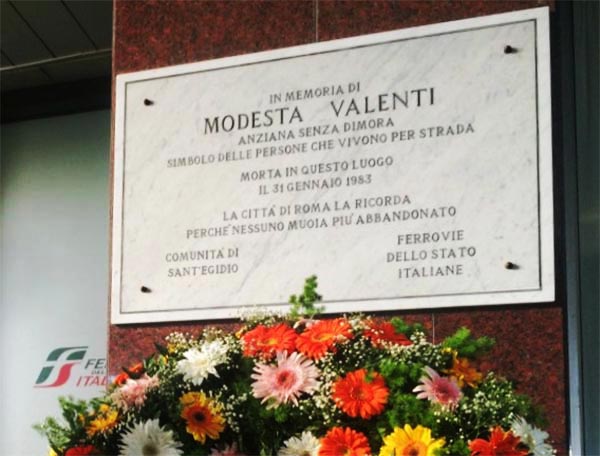 IN MEMORIA DI
MODESTA VALENTI
ANZIANA SENZA DIMORA
SIMBOLO DELLE PERSONE CHE VIVONO PER STRADA
MORTA IN QUESTO LUOGO
IL 31 GENNAIO 1983
LA CITTÀ DI ROMA LA RICORDA
PERCHÈ NESSUNO MUOIA PIÙ ABBANDONATO
COMUNITÀ DI
SANT'EGIDIO
FERROVIE
DELLO STATO
ITALIANE